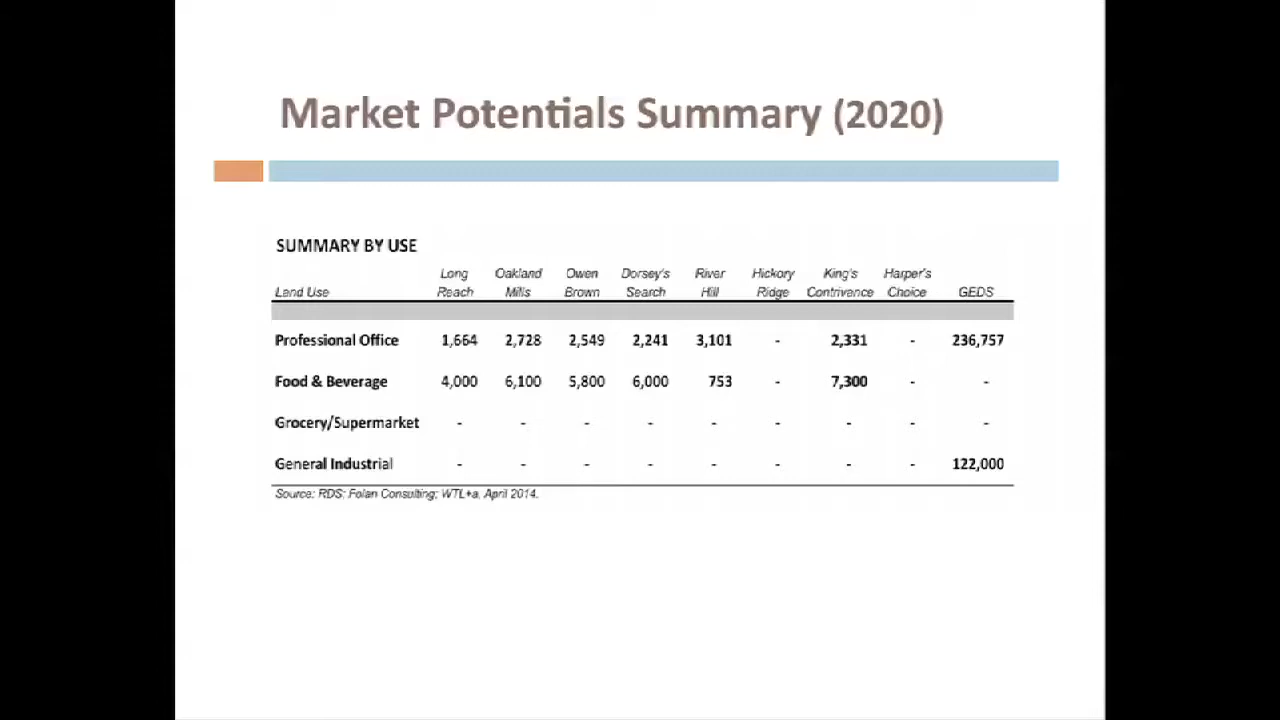 Market Potentials Summary (2020)
SUMMARY BY USE
Long Oakland Owen Dorsey's River Hickory King's Harper's
Land Use Reach Mills Brown Search Hill Ridge Contrivance Choice GEDS
Professional Office 1,664 2,728 2,549 2,241 3,101 - 2,331 - 236,757
Food & Beverage 4,000 6,100 5,800 6,000 753 - 7,300 - -
Grocery/Supermarket - - - - - - - - -
General Industrial - - - - - - - - 122,000
Source: RDS; Folan Consulting; WTL+a, April 2014.